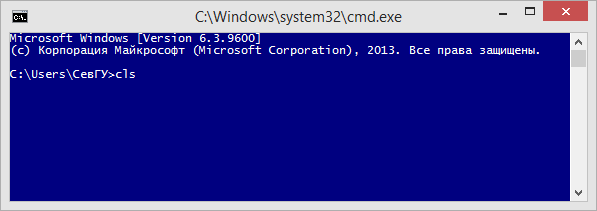 C:\Windows\system32\cmd.exe
Microsoft Windows [Version 6.3.9600]
(c) Корпорация Майкрософт (Microsoft Corporation), 2013. Все права защищены.
C:\Users\СевГУ>cls